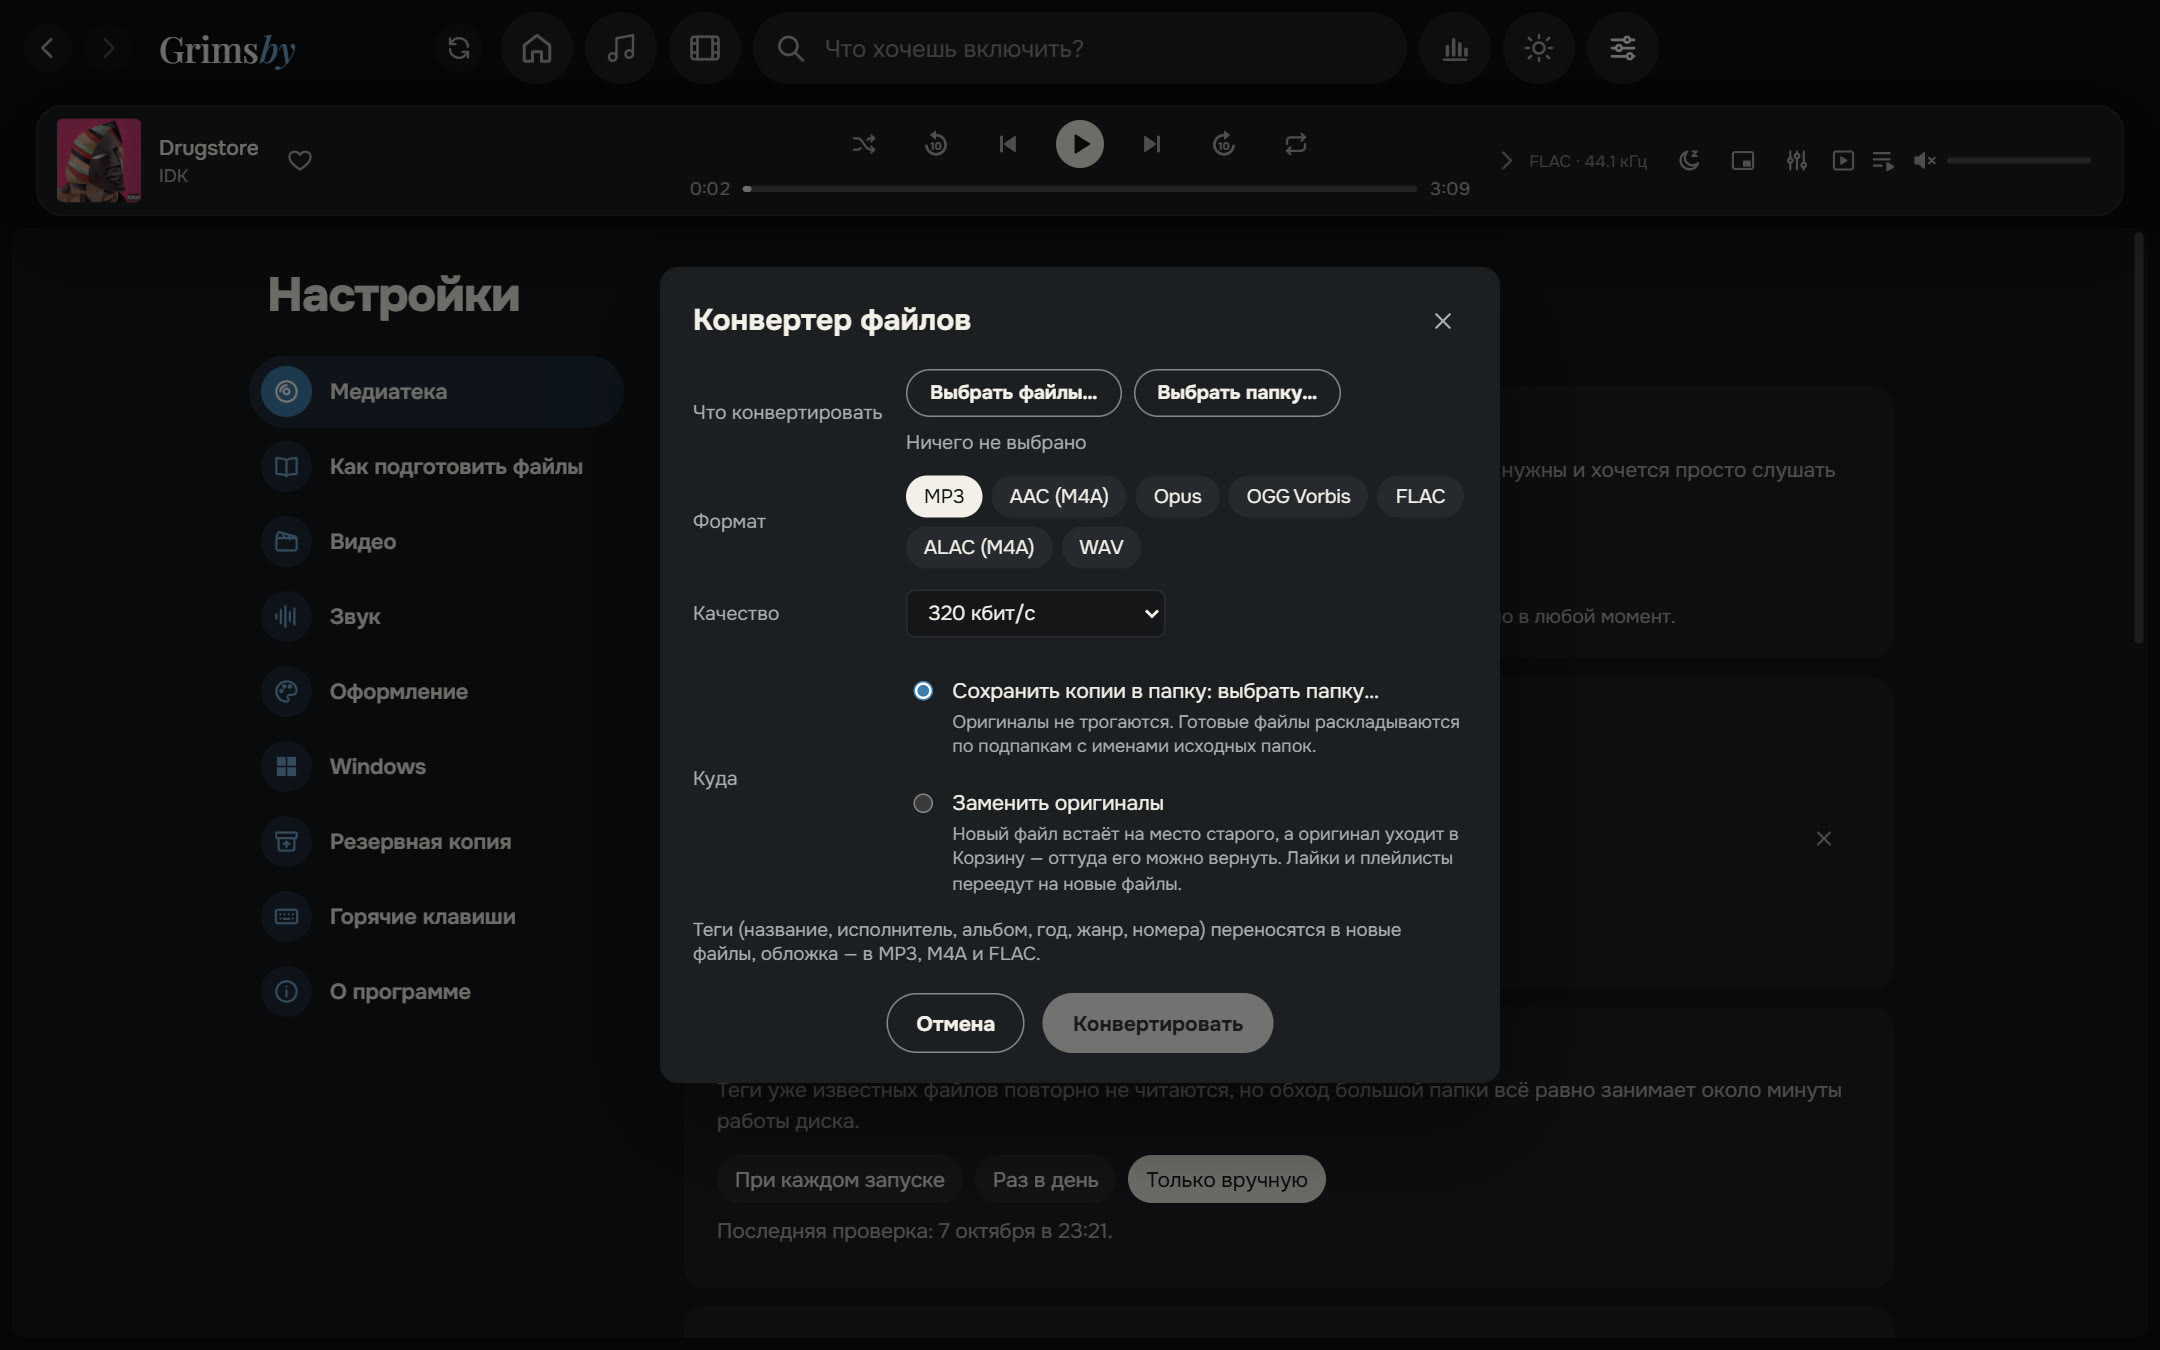 Grimsby
Что хочешь включить?
Drugstore
IDK
10
10
0:02
3:09
FLAC · 44.1 кГц
Настройки
Медиатека
Как подготовить файлы
Видео
Звук
Оформление
Windows
Резервная копия
Горячие клавиши
О программе
Конвертер файлов
Что конвертировать
Выбрать файлы...
Выбрать папку...
Ничего не выбрано
Формат
MP3
AAC (M4A)
Opus
OGG Vorbis
FLAC
ALAC (M4A)
WAV
Качество
320 кбит/с
Куда
Сохранить копии в папку: выбрать папку...
Оригиналы не трогаются. Готовые файлы раскладываются
по подпапкам с именами исходных папок.
Заменить оригиналы
Новый файл встаёт на место старого, а оригинал уходит в
Корзину — оттуда его можно вернуть. Лайки и плейлисты
переедут на новые файлы.
Теги (название, исполнитель, альбом, год, жанр, номера) переносятся в новые
файлы, обложка — в MP3, M4A и FLAC.
Отмена
Конвертировать
нужны и хочется просто слушать
в любой момент.
Теги уже известных файлов повторно не читаются, но обход большой папки всё равно занимает около минуты
работы диска.
При каждом запуске
Раз в день
Только вручную
Последняя проверка: 7 октября в 23:21.